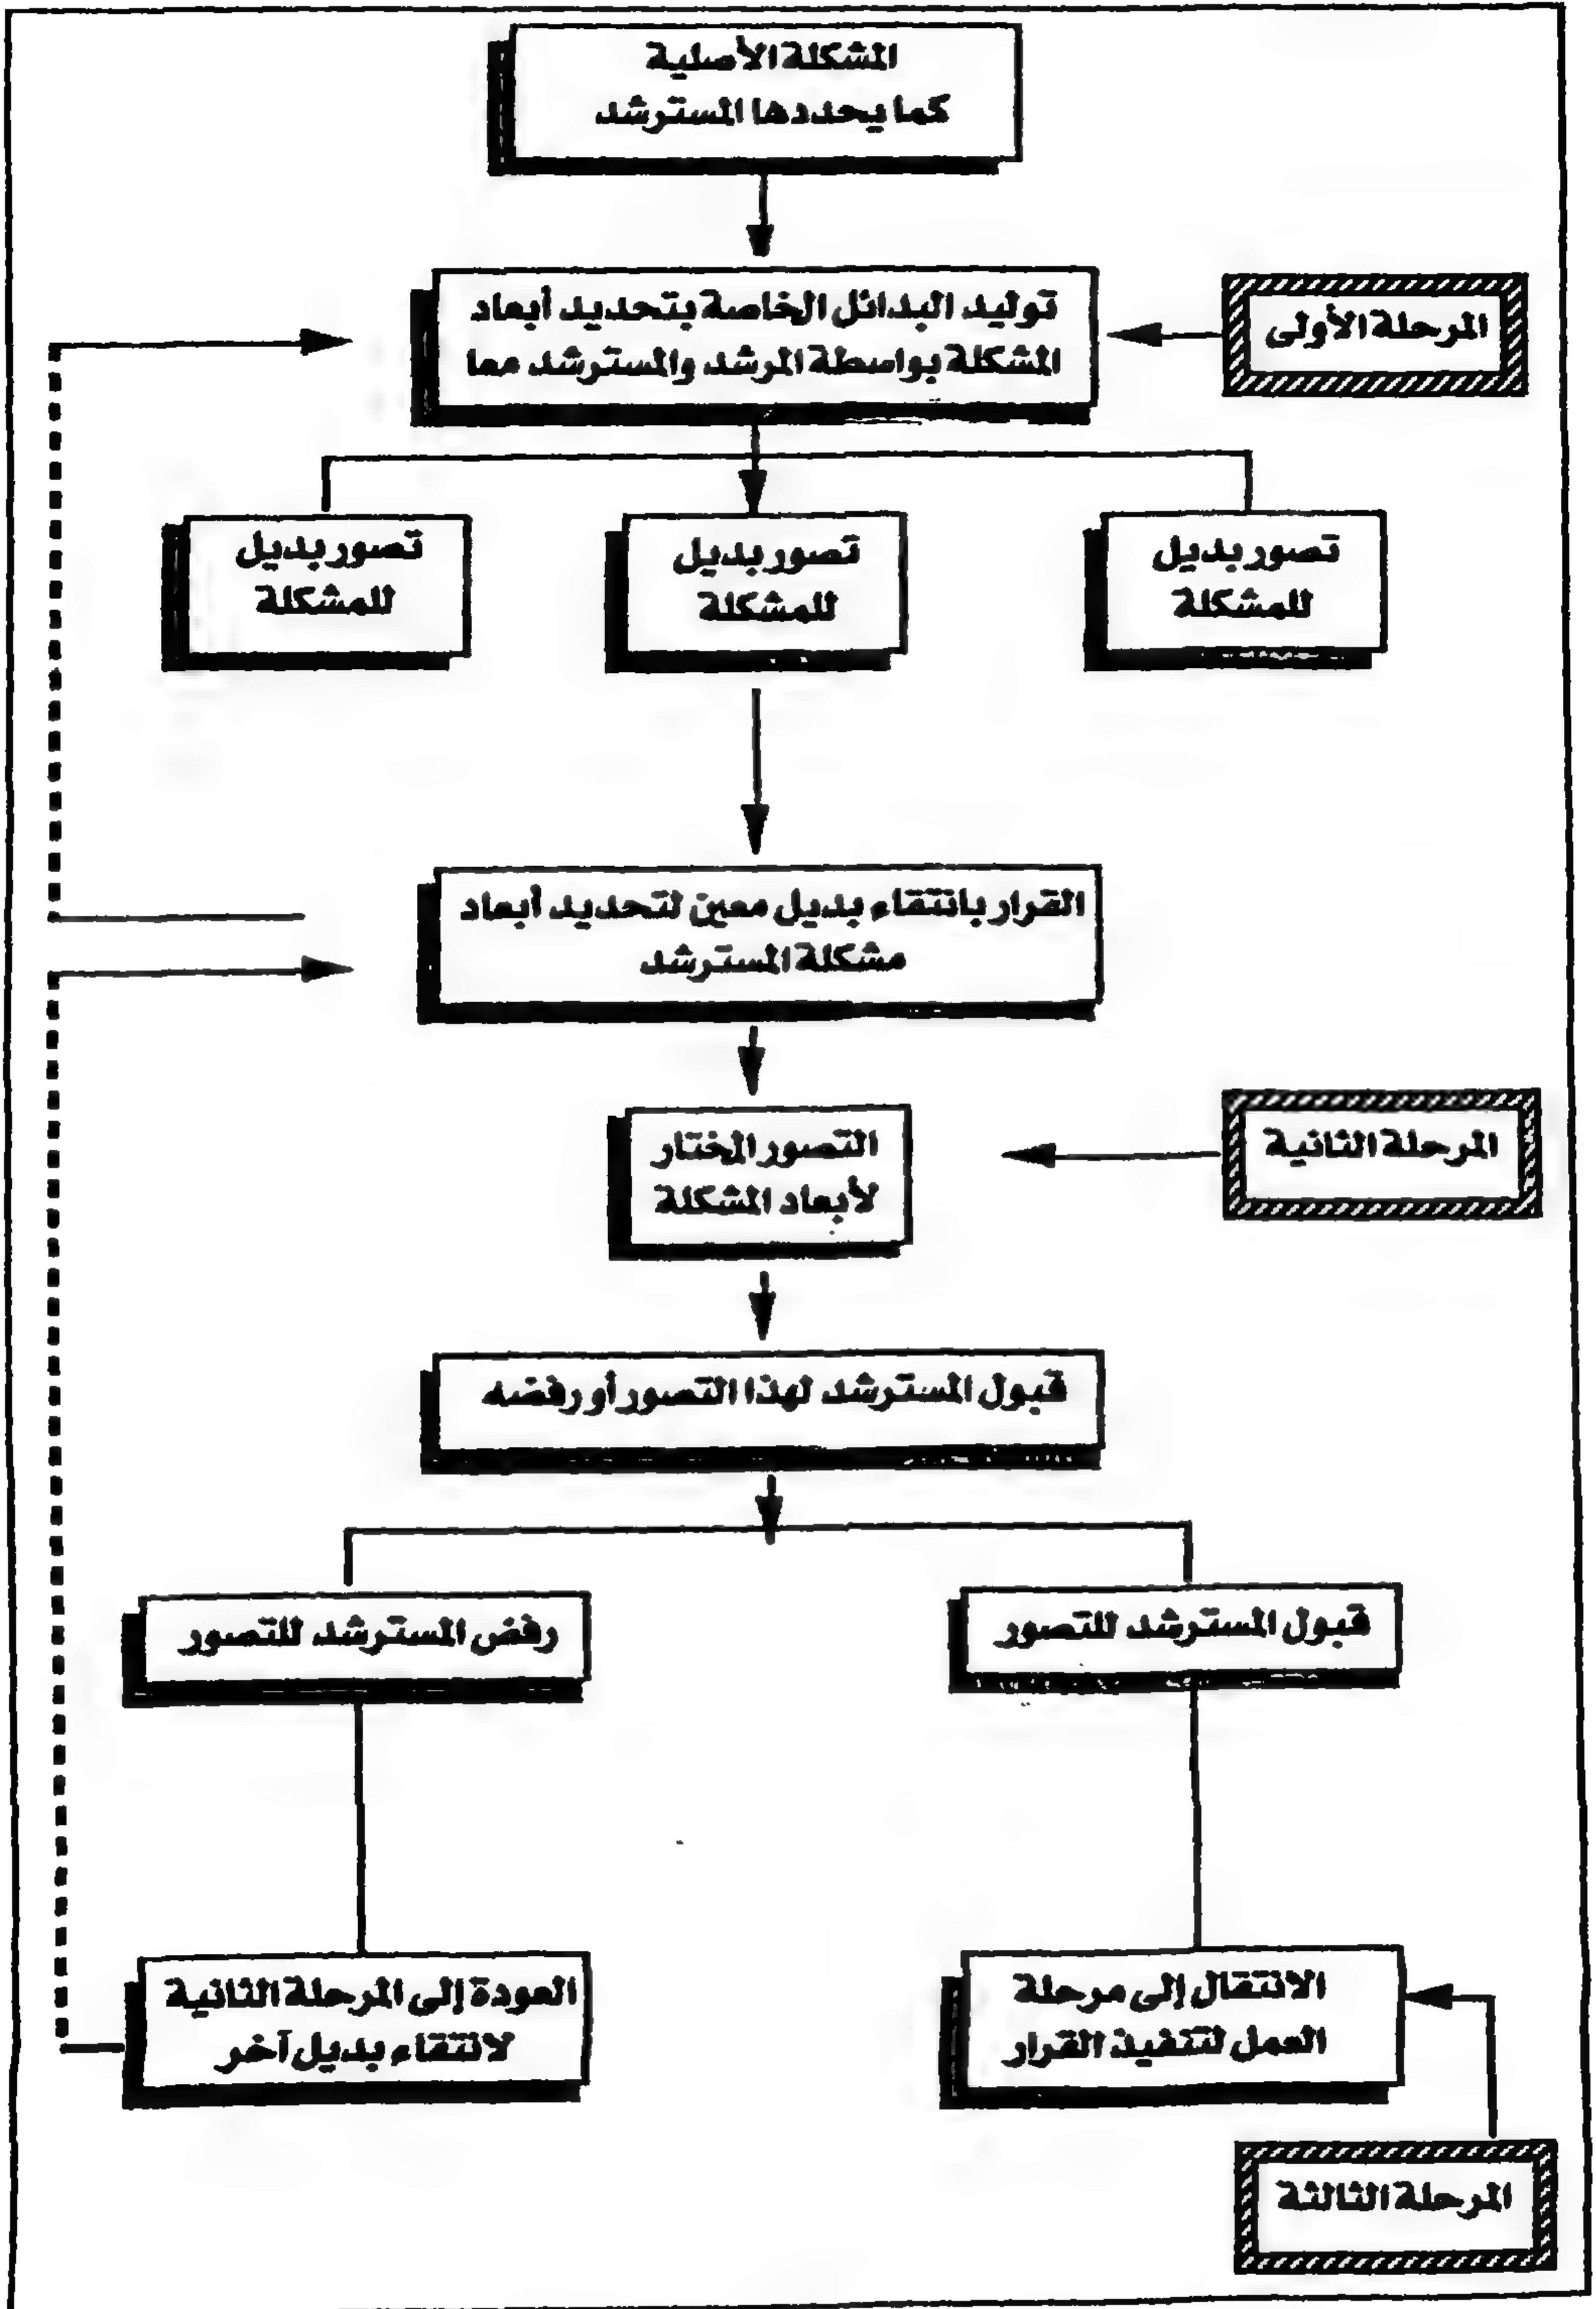 المشكلة الأصلية
كما يحددها المسترشد
توليد البدائل الخاصة بتحديد أبعاد
المشكلة بواسطة المرشد والمسترشد معا
المرحلة الأولى
تصور بديل
للمشكلة
تصور بديل
للمشكلة
تصور بديل
للمشكلة
القرار بانتقاء بديل معين لتحديد أبعاد
مشكلة المسترشد
التصور المختار
لأبعاد المشكلة
المرحلة الثانية
قبول المسترشد لهذا التصور أو رفضه
قبول المسترشد للتصور
رفض المسترشد للتصور
الانتقال إلى مرحلة
العمل لتنفيذ القرار
العودة إلى المرحلة الثانية
لانتقاء بديل آخر
المرحلة الثالثة